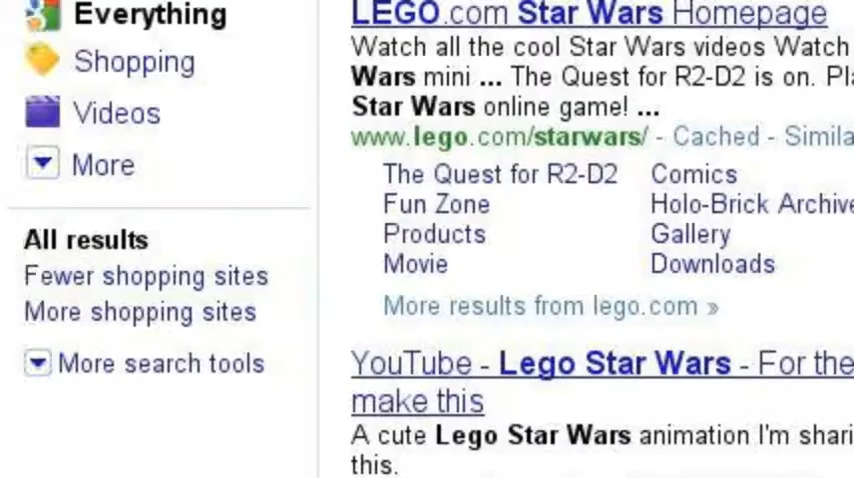 Everything
Shopping
Videos
More
All results
Fewer shopping sites
More shopping sites
More search tools
LEGO.com Star Wars Homepage
Watch all the cool Star Wars videos Watch
Wars mini ... The Quest for R2-D2 is on.
Star Wars online game! ...
www.lego.com/starwars/ - Cached -
The Quest for R2-D2 Comics
Fun Zone Holo-Brick
Products Gallery
Movie Downloads
More results from lego.com »
YouTube - Lego Star Wars - For the
make this
A cute Lego Star Wars animation I'm
this.